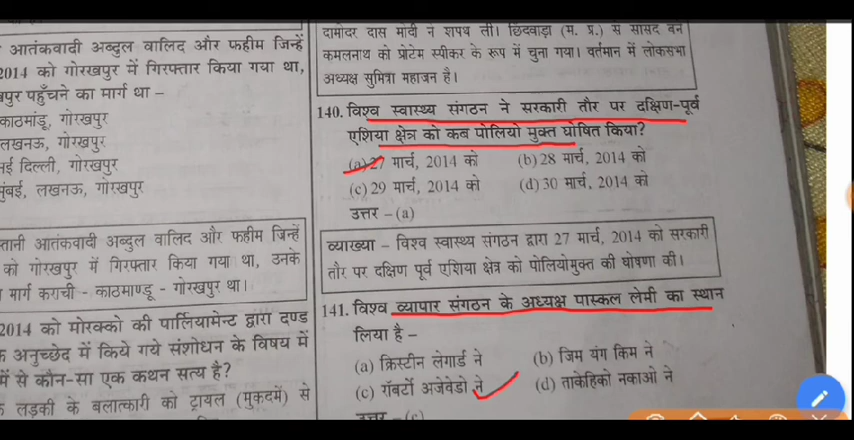 आतंकवादी अब्दुल वालिद और फहीम जिन्हें
2014 को गोरखपुर में गिरफ्तार किया गया था,
पुर पहुँचने का मार्ग था –
काठमांडू, गोरखपुर
लखनऊ, गोरखपुर
नई दिल्ली, गोरखपुर
मुंबई, लखनऊ, गोरखपुर
तानी आतंकवादी अब्दुल वालिद और फहीम जिन्हें
को गोरखपुर में गिरफ्तार किया गया था, उनके
मार्ग कराची - काठमाण्डू - गोरखपुर था।
2014 को मोरक्को की पार्लियामेन्ट द्वारा दण्ड
के अनुच्छेद में किये गये संशोधन के विषय में
में से कौन-सा एक कथन सत्य है?
लड़की के बलात्कारी को ट्रायल (मुकदमें) से
दामोदर दास मोदी ने शपथ ली। छिंदवाड़ा (म. प्र.) से सांसद बने
कमलनाथ को प्रोटेम स्पीकर के रूप में चुना गया। वर्तमान में लोकसभा
अध्यक्ष सुमित्रा महाजन है।
140. विश्व स्वास्थ्य संगठन ने सरकारी तौर पर दक्षिण-पूर्व
एशिया क्षेत्र को कब पोलियो मुक्त घोषित किया?
(a) 27 मार्च, 2014 को (b) 28 मार्च, 2014 को
(c) 29 मार्च, 2014 को (d) 30 मार्च, 2014 को
उत्तर – (a)
व्याख्या – विश्व स्वास्थ्य संगठन द्वारा 27 मार्च, 2014 को सरकारी
तौर पर दक्षिण पूर्व एशिया क्षेत्र को पोलियोमुक्त की घोषणा की।
141. विश्व व्यापार संगठन के अध्यक्ष पास्कल लेमी का स्थान
लिया है –
(a) क्रिस्टीन लेगार्ड ने (b) जिम यंग किम ने
(c) रॉबर्टो अजेवेडो ने (d) ताकेहिको नकाओ ने
उत्तर – (c)